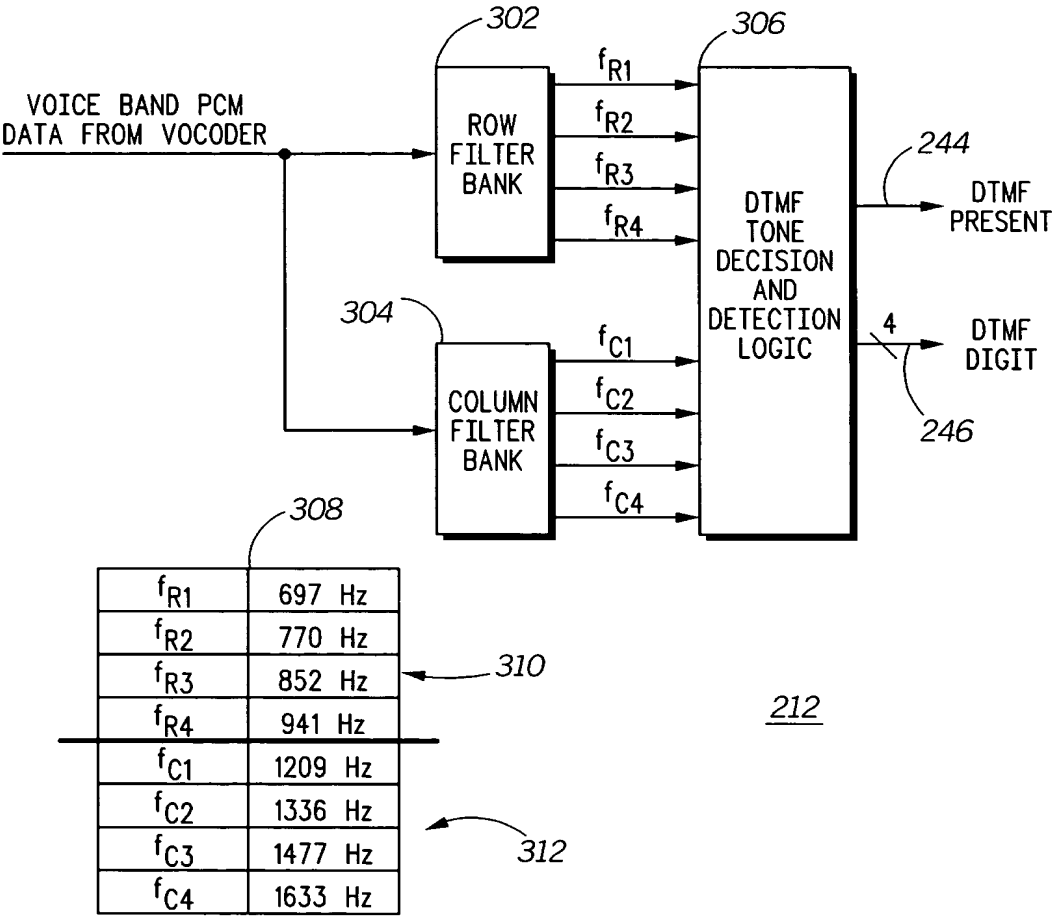 302
306
VOICE BAND PCM
DATA FROM VOCODER
ROW
FILTER
BANK
fR1
fR2
fR3
fR4
DTMF
TONE
DECISION
AND
DETECTION
LOGIC
244
DTMF
PRESENT
304
COLUMN
FILTER
BANK
fC1
fC2
fC3
fC4
4
DTMF
DIGIT
246
308
fR1 697 Hz
fR2 770 Hz
fR3 852 Hz
fR4 941 Hz
fC1 1209 Hz
fC2 1336 Hz
fC3 1477 Hz
fC4 1633 Hz
310
312
212